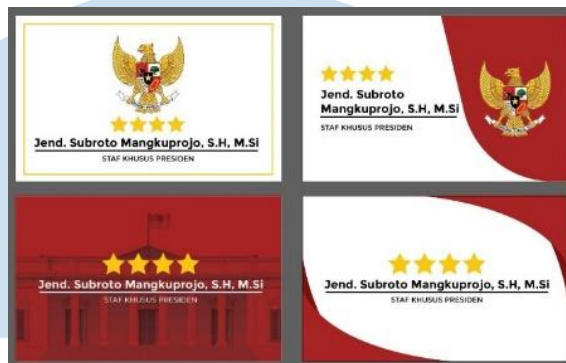 Jend. Subroto Mangkuprojo, S.H, M.Si
STAF KHUSUS PRESIDEN
Jend. Subroto
Mangkuprojo, S.H, M.Si
STAF KHUSUS PRESIDEN
Jend. Subroto Mangkuprojo, S.H, M.Si
STAF KHUSUS PRESIDEN
Jend. Subroto Mangkuprojo, S.H, M.Si
STAF KHUSUS PRESIDEN